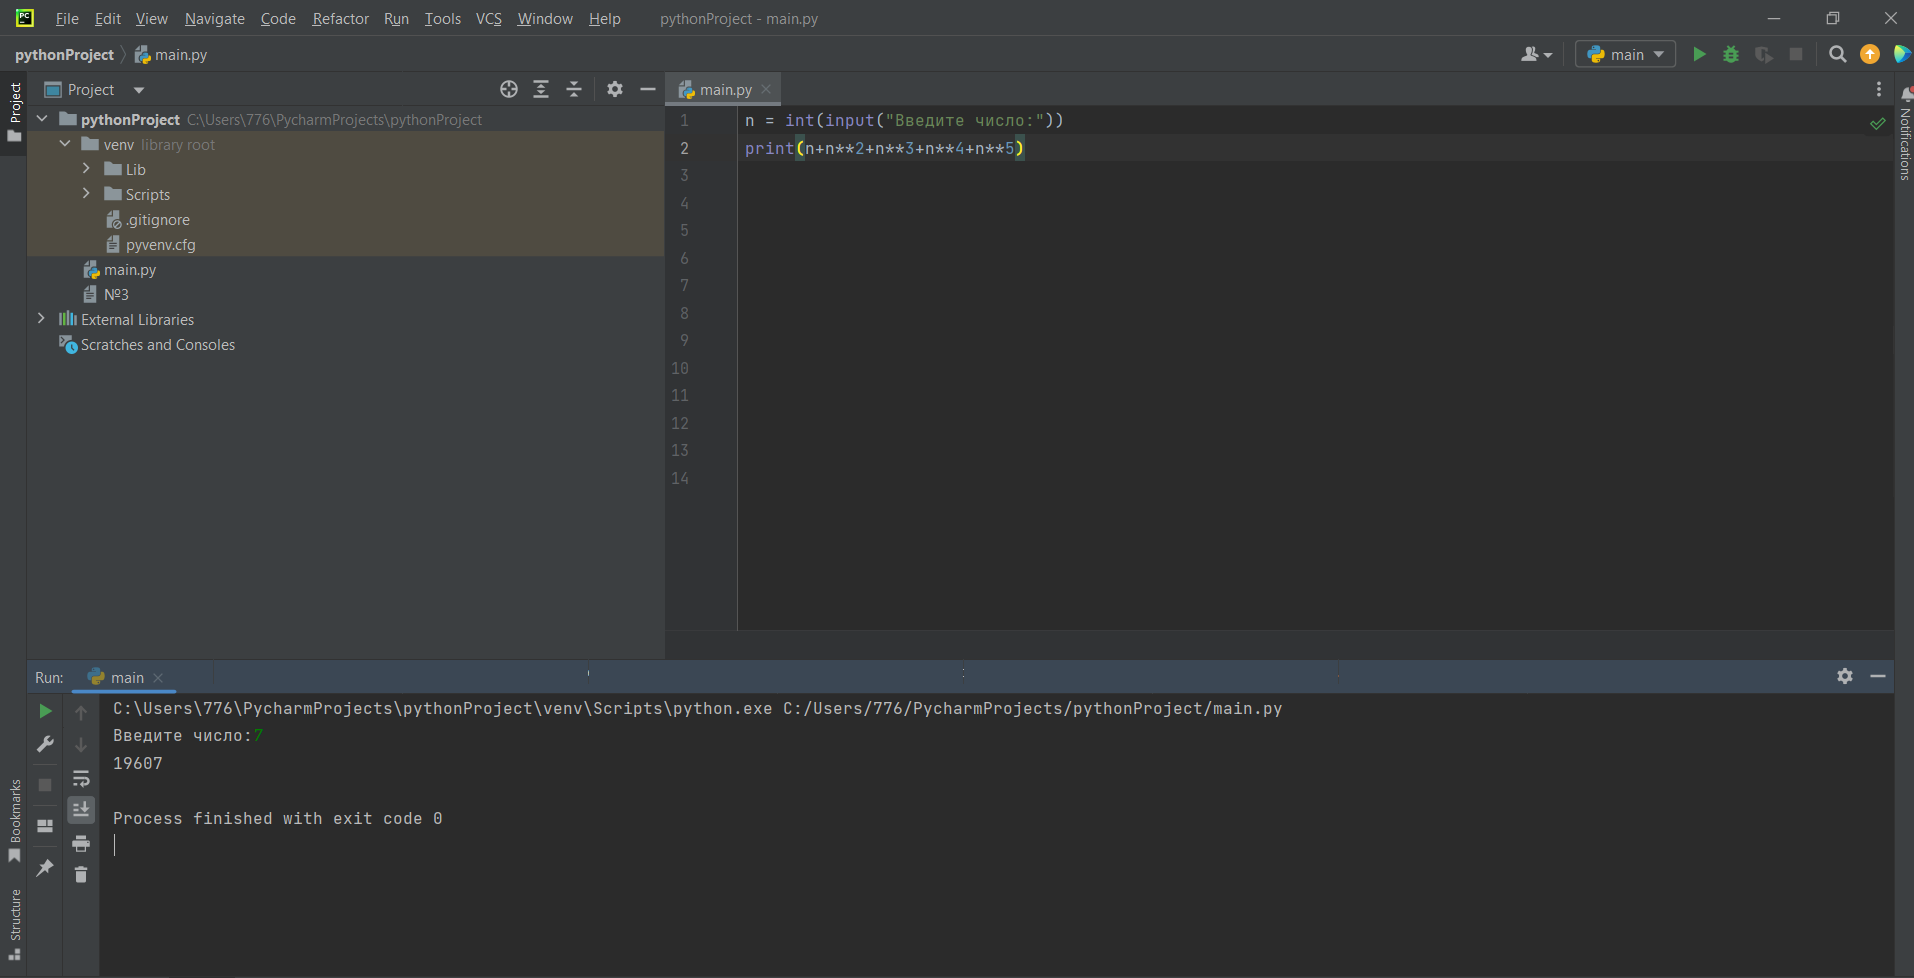 PC File Edit View Navigate Code Refactor Run Tools VCS Window Help pythonProject - main.py
pythonProject main.py main
Project
Project
main.py
Notifications
pythonProject C:\Users\776\PycharmProjects\pythonProject
venv library root
Lib
Scripts
.gitignore
pyvenv.cfg
main.py
№3
External Libraries
Scratches and Consoles
1 n = int(input("Введите число:"))
2 print(n+n**2+n**3+n**4+n**5)
3
4
5
6
7
8
9
10
11
12
13
14
Run: main
C:\Users\776\PycharmProjects\pythonProject\venv\Scripts\python.exe C:/Users/776/PycharmProjects/pythonProject/main.py
Введите число:7
19607
Process finished with exit code 0
Bookmarks
Structure